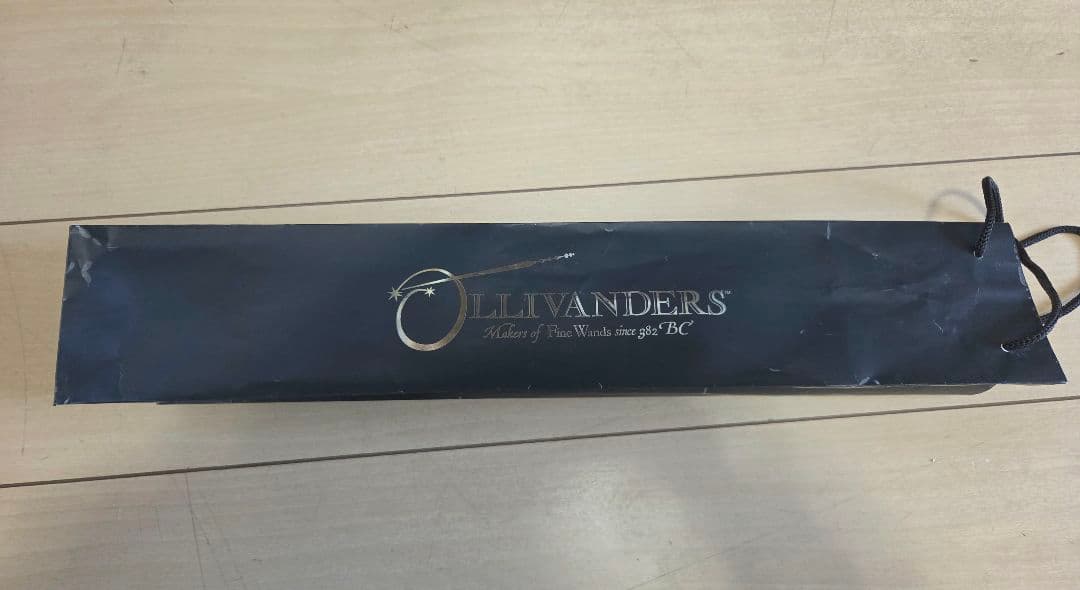 OLLIVANDERS™
Makers of Fine Wands since 382 BC